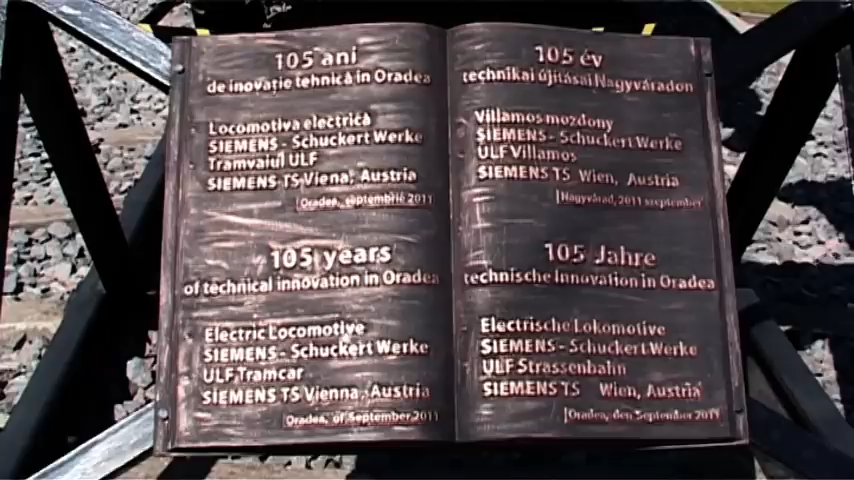 105 ani
de inovație tehnică in Oradea
Locomotiva electrică
SIEMENS - Schuckert Werke
Tramvaiul ULF
SIEMENS TS Viena, Austria
Oradea, septembrie 2011
105 év
technikai újításai Nagyváradon
Villamos mozdony
SIEMENS - Schuckert Werke
ULF Villamos
SIEMENS TS Wien, Austria
Nagyvárad, 2011 szeptember
105 years
of technical innovation in Oradea
Electric Locomotive
SIEMENS - Schuckert Werke
ULF Tramcar
SIEMENS TS Vienna, Austria
Oradea, of September 2011
105 Jahre
technische Innovation in Oradea
Electrische Lokomotive
SIEMENS - Schuckert Werke
ULF Strassenbahn
SIEMENS TS Wien, Austria
Oradea, den September 2011